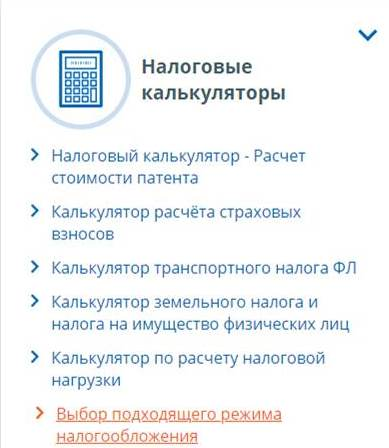 Налоговые
калькуляторы
Налоговый калькулятор - Расчет
стоимости патента
Калькулятор расчёта страховых
взносов
Калькулятор транспортного налога ФЛ
Калькулятор земельного налога и
налога на имущество физических лиц
Калькулятор по расчету налоговой
нагрузки
Выбор подходящего режима
налогообложения